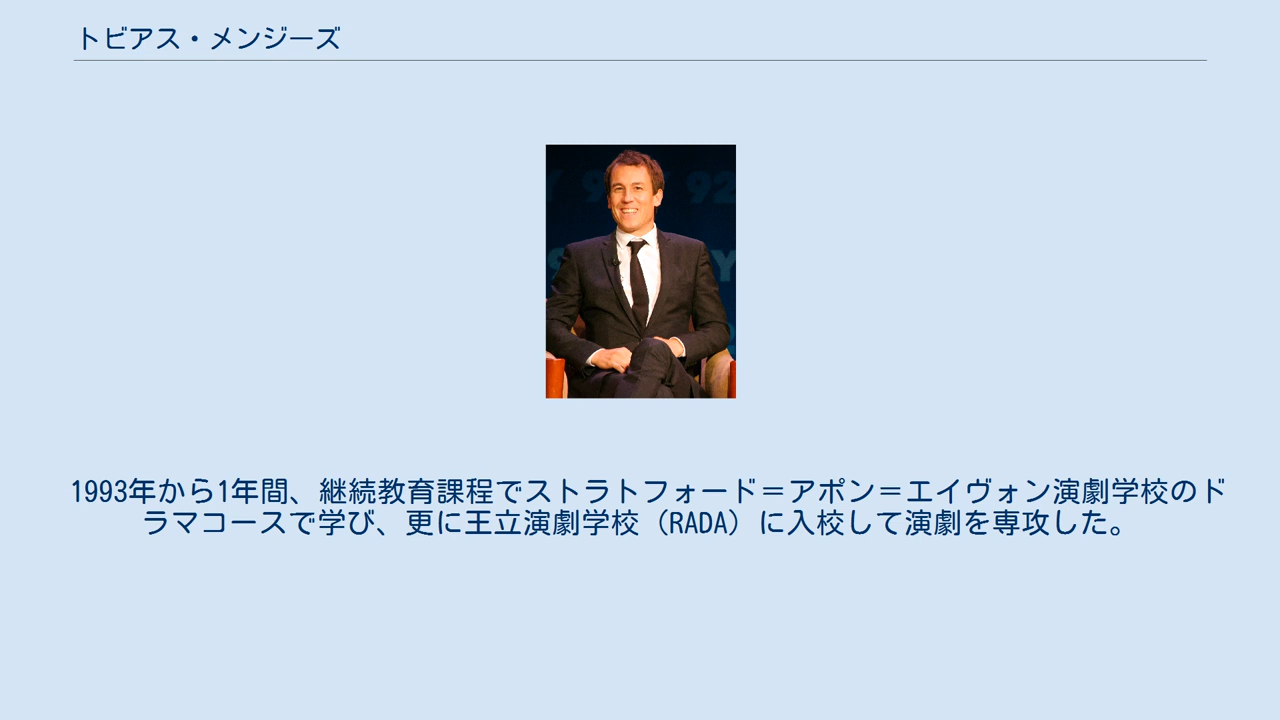 トビアス・メンジーズ
92
Y
1993年から1年間、継続教育課程でストラトフォード＝アポン＝エイヴォン演劇学校のド
ラマコースで学び、更に王立演劇学校（RADA）に入校して演劇を専攻した。